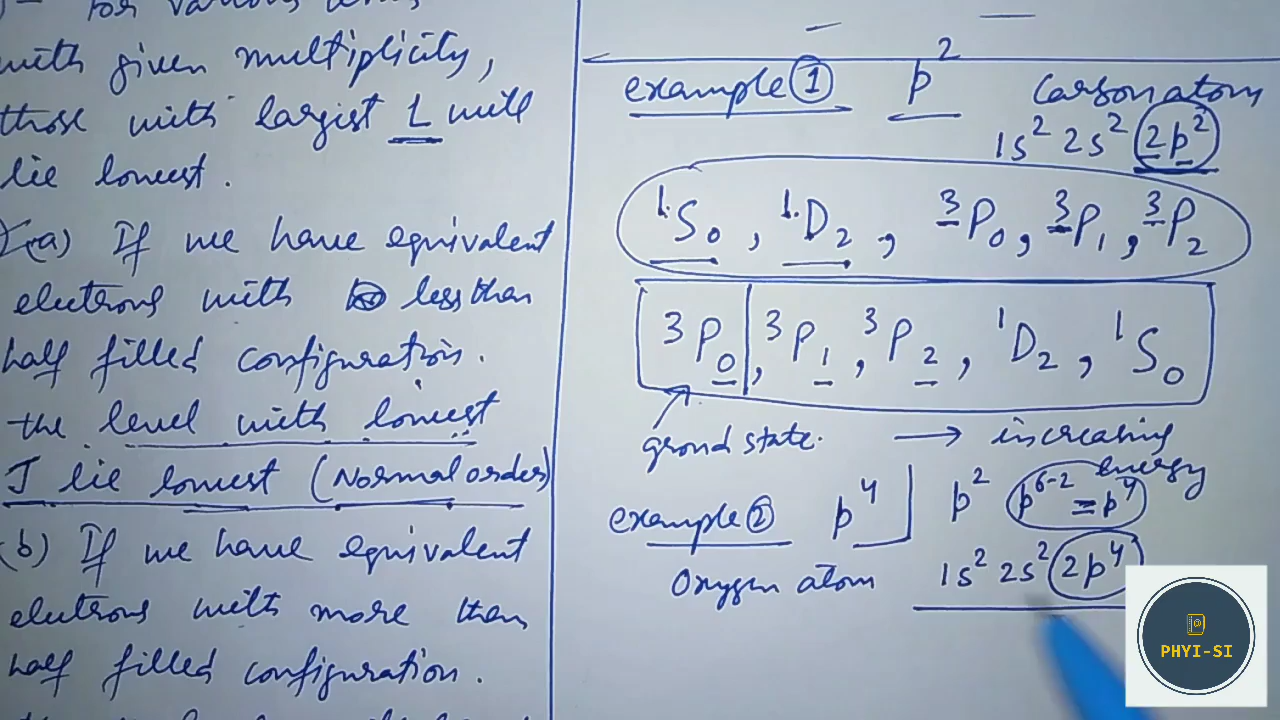 for various terms
with given multiplicity,
those with largest L will
lie lowest.
(a) If we have equivalent
electrons with less than
half filled configuration.
the level with lowest
J lie lowest (Normal order)
(b) If we have equivalent
electrons with more than
half filled configuration.
example ① p² Carbon atom
1s² 2s² 2p²
¹S₀, ¹D₂, ³P₀, ³P₁, ³P₂
³P₀, ³P₁, ³P₂, ¹D₂, ¹S₀
ground state. → increasing energy
example ② p⁴ p² p⁶⁻² = p⁴
Oxygen atom 1s² 2s² 2p⁴
PHYI-SI